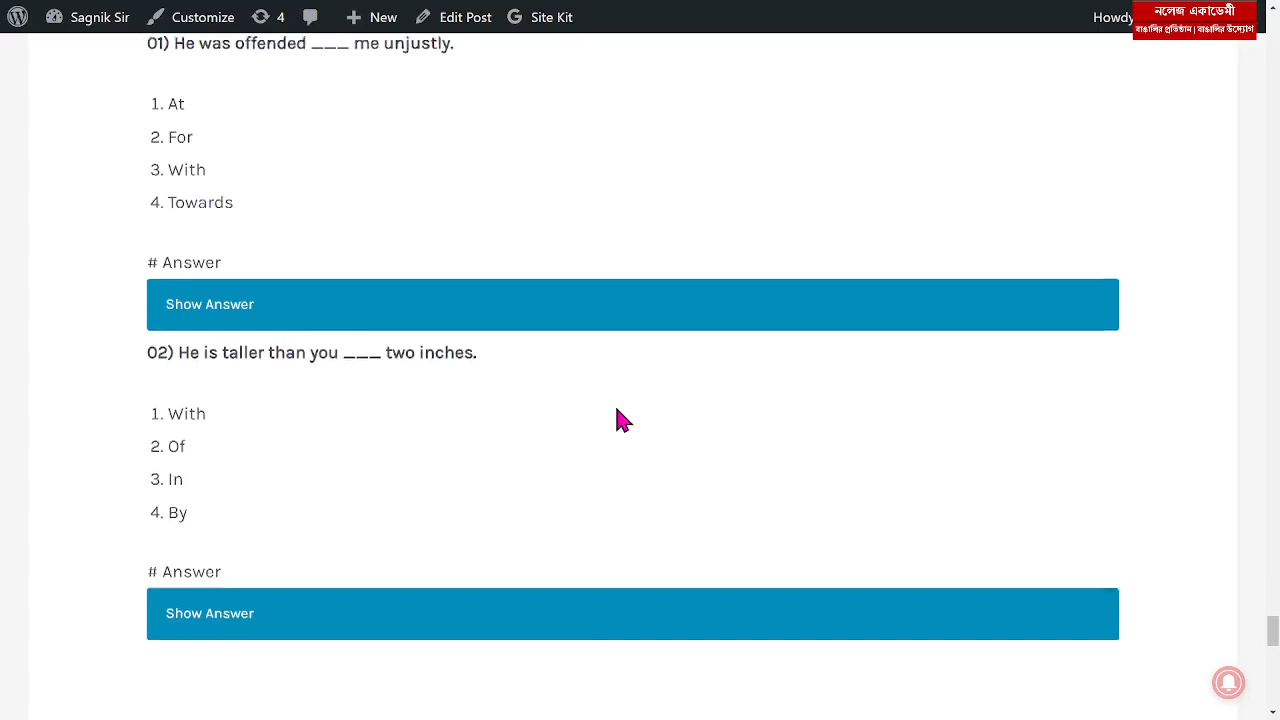 Sagnik Sir Customize 4 New Edit Post Site Kit Howdy
নলেজ একাডেমী
বাঙালির প্রতিষ্ঠান | বাঙালির উদ্যোগ
01) He was offended ___ me unjustly.
1. At
2. For
3. With
4. Towards
# Answer
Show Answer
02) He is taller than you ___ two inches.
1. With
2. Of
3. In
4. By
# Answer
Show Answer